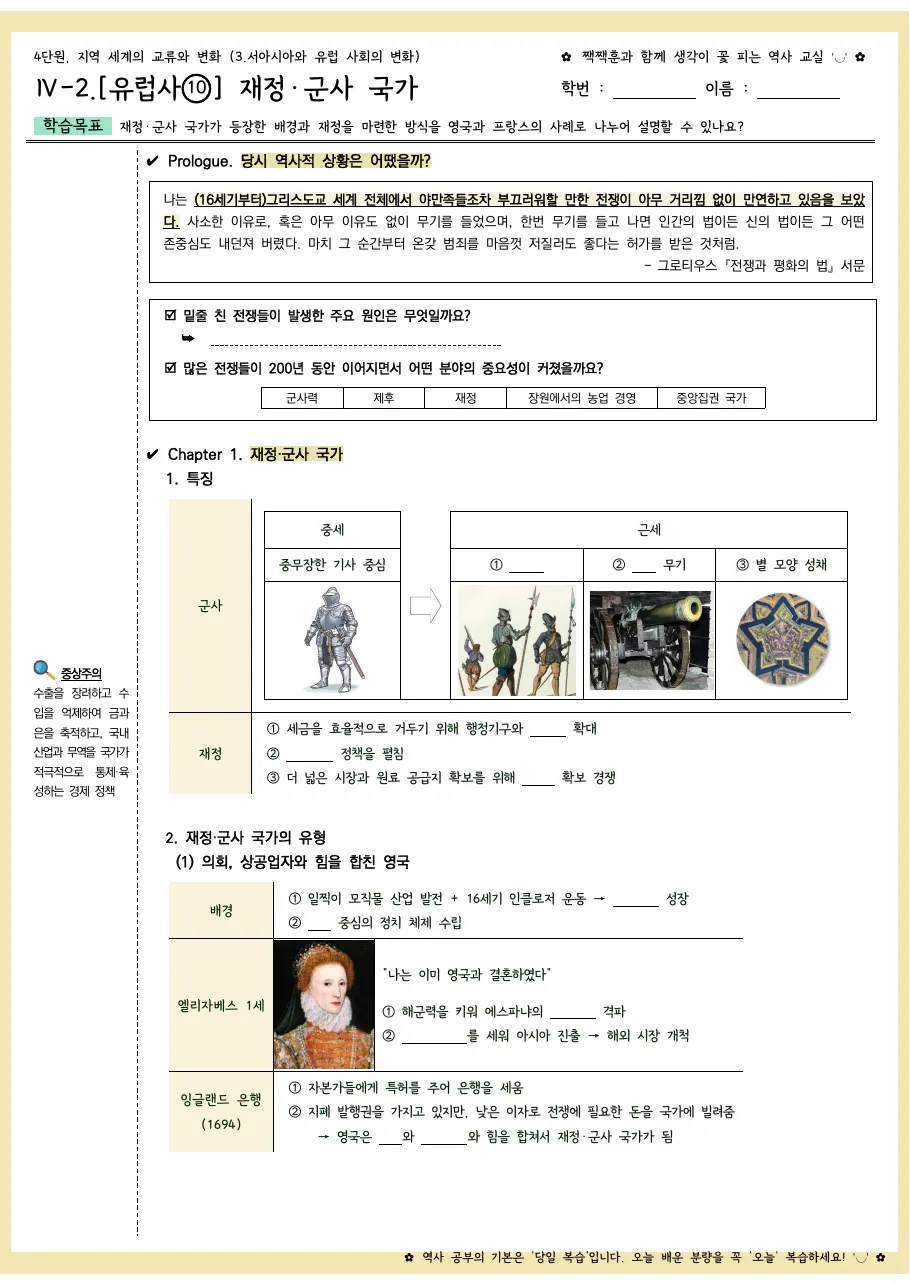 4단원. 지역 세계의 교류와 변화 (3.서아시아와 유럽 사회의 변화)
✿ 짹짹훈과 함께 생각이 꽃 피는 역사 교실 '◡' ✿
Ⅳ-2.[유럽사⑩] 재정·군사 국가
학번 : ________ 이름 : ________
학습목표 재정·군사 국가가 등장한 배경과 재정을 마련한 방식을 영국과 프랑스의 사례로 나누어 설명할 수 있나요?
✔ Prologue. 당시 역사적 상황은 어땠을까?
나는 (16세기부터)그리스도교 세계 전체에서 야만족들조차 부끄러워할 만한 전쟁이 아무 거리낌 없이 만연하고 있음을 보았
다. 사소한 이유로, 혹은 아무 이유도 없이 무기를 들었으며, 한번 무기를 들고 나면 인간의 법이든 신의 법이든 그 어떤
존중심도 내던져 버렸다. 마치 그 순간부터 온갖 범죄를 마음껏 저질러도 좋다는 허가를 받은 것처럼.
- 그로티우스『전쟁과 평화의 법』서문
☑ 밑줄 친 전쟁들이 발생한 주요 원인은 무엇일까요?
➥
☑ 많은 전쟁들이 200년 동안 이어지면서 어떤 분야의 중요성이 커졌을까요?
군사력 제후 재정 장원에서의 농업 경영 중앙집권 국가
✔ Chapter 1. 재정·군사 국가
1. 특징
중세 근세
중무장한 기사 중심 ① _____ ② ___ 무기 ③ 별 모양 성채
군사
재정
① 세금을 효율적으로 거두기 위해 행정기구와 _____ 확대
② ______ 정책을 펼침
③ 더 넓은 시장과 원료 공급지 확보를 위해 _____ 확보 경쟁
중상주의
수출을 장려하고 수
입을 억제하여 금과
은을 축적하고, 국내
산업과 무역을 국가가
적극적으로 통제·육
성하는 경제 정책
2. 재정·군사 국가의 유형
(1) 의회, 상공업자와 힘을 합친 영국
배경
① 일찍이 모직물 산업 발전 + 16세기 인클로저 운동 → ______ 성장
② ___ 중심의 정치 체제 수립
엘리자베스 1세
"나는 이미 영국과 결혼하였다"
① 해군력을 키워 에스파냐의 ______ 격파
② ________를 세워 아시아 진출 → 해외 시장 개척
잉글랜드 은행
(1694)
① 자본가들에게 특허를 주어 은행을 세움
② 지폐 발행권을 가지고 있지만, 낮은 이자로 전쟁에 필요한 돈을 국가에 빌려줌
→ 영국은 ___와 ______와 힘을 합쳐서 재정·군사 국가가 됨
✿ 역사 공부의 기본은 '당일 복습'입니다. 오늘 배운 분량을 꼭 '오늘' 복습하세요! '◡' ✿